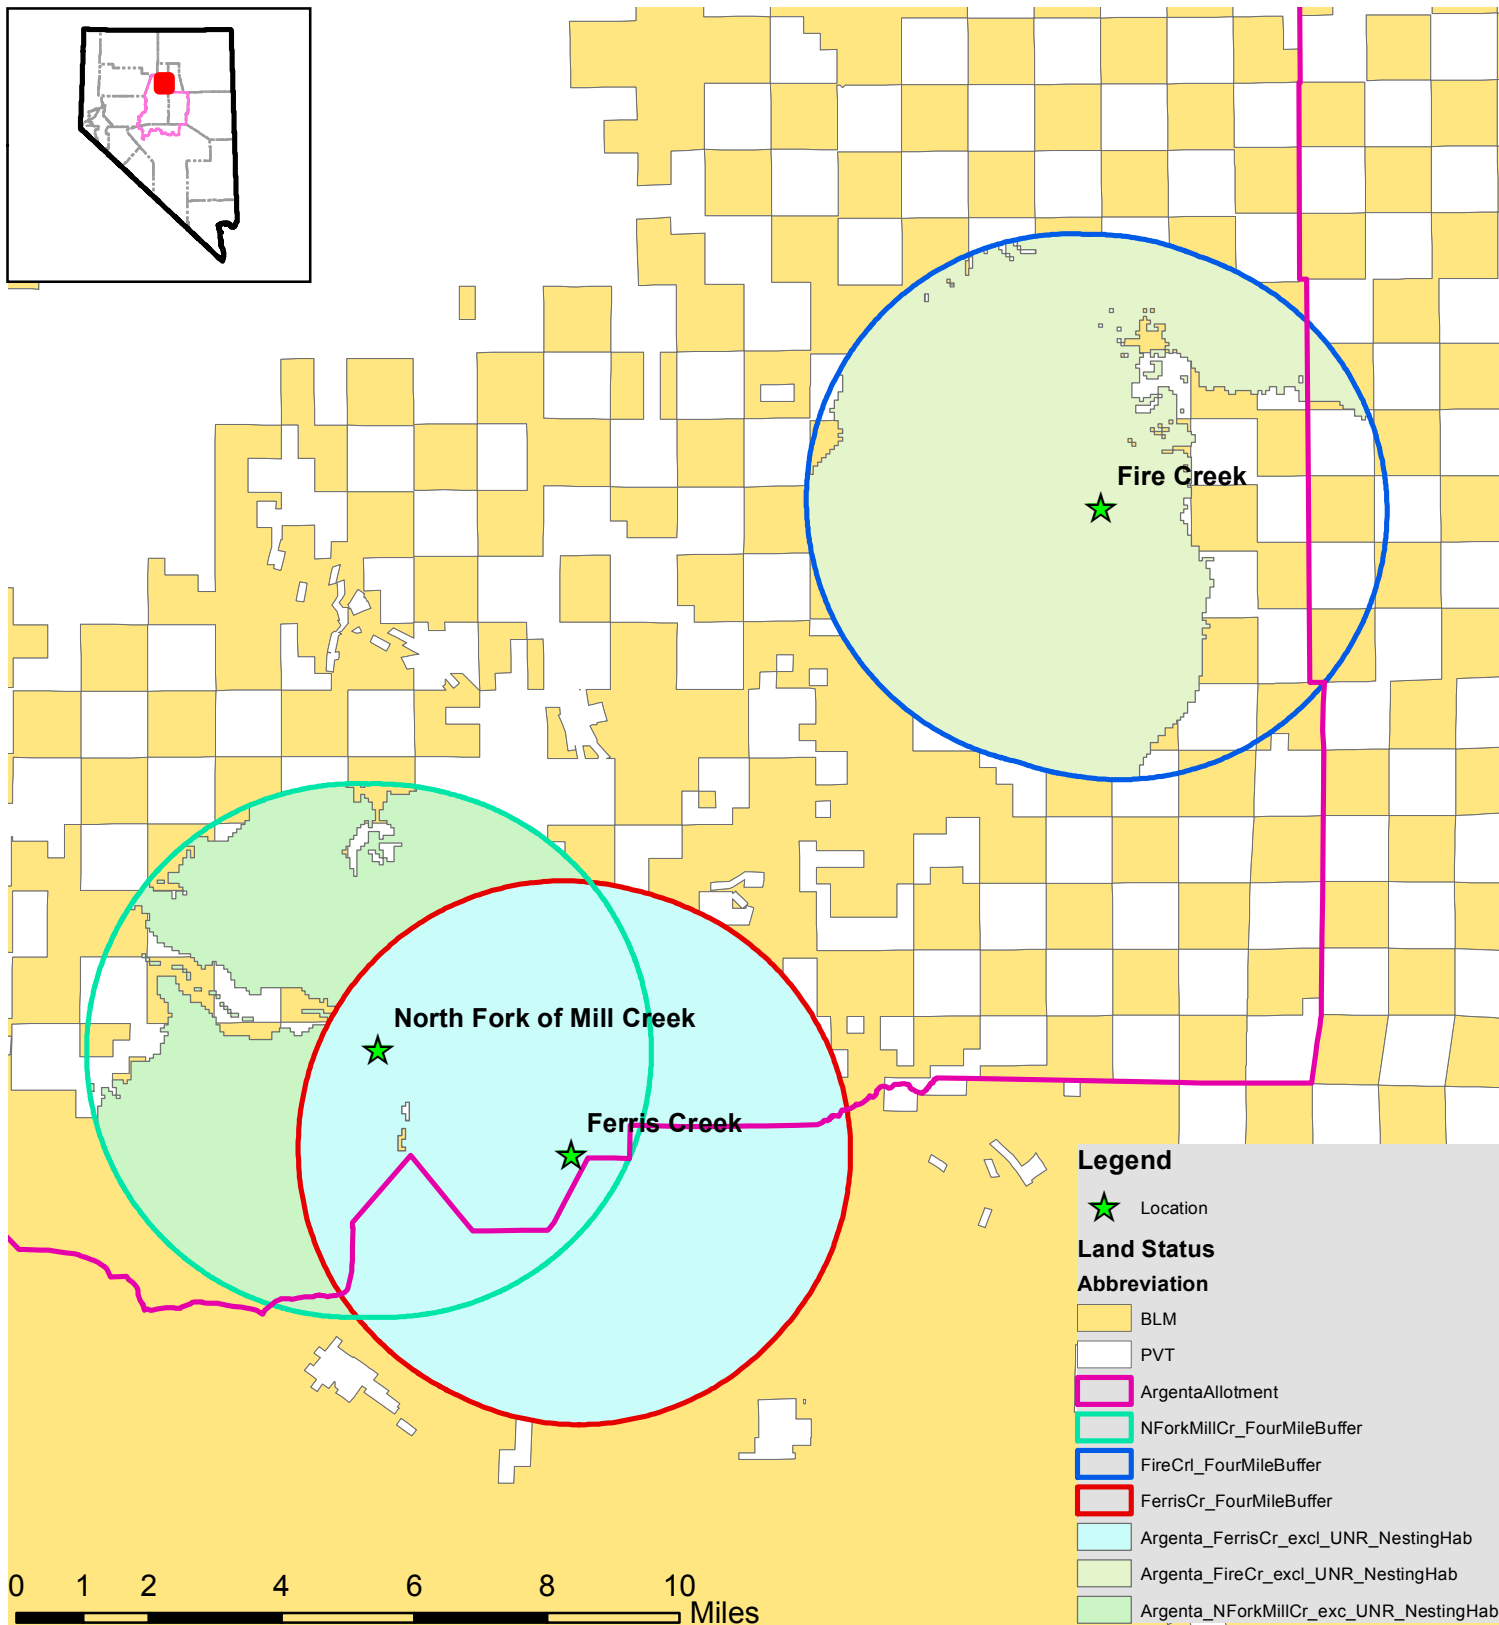 Fire Creek
North Fork of Mill Creek
Ferris Creek
Legend
Location
Land Status
Abbreviation
BLM
PVT
ArgentaAllotment
NForkMillCr_FourMileBuffer
FireCrl_FourMileBuffer
FerrisCr_FourMileBuffer
Argenta_FerrisCr_excl_UNR_NestingHab
Argenta_FireCr_excl_UNR_NestingHab
Argenta_NForkMillCr_exc_UNR_NestingHab
0 1 2 4 6 8 10
Miles